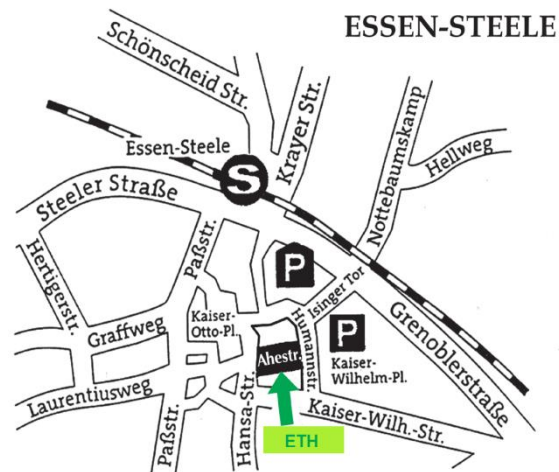 ESSEN-STEELE
Schönscheid Str.
Krayer Str.
Nottebaumskamp
Hellweg
Essen-Steele
S
Steeler Straße
Hertigerstr.
Paßstr.
P
Isinger Tor
Grenoblerstraße
Kaiser-
Otto-Pl.
Graffweg
Humannstr.
P
Kaiser-
Wilhelm-Pl.
Ahestr.
Laurentiusweg
Paßstr.
Hansa-Str.
Kaiser-Wilh.-Str.
ETH